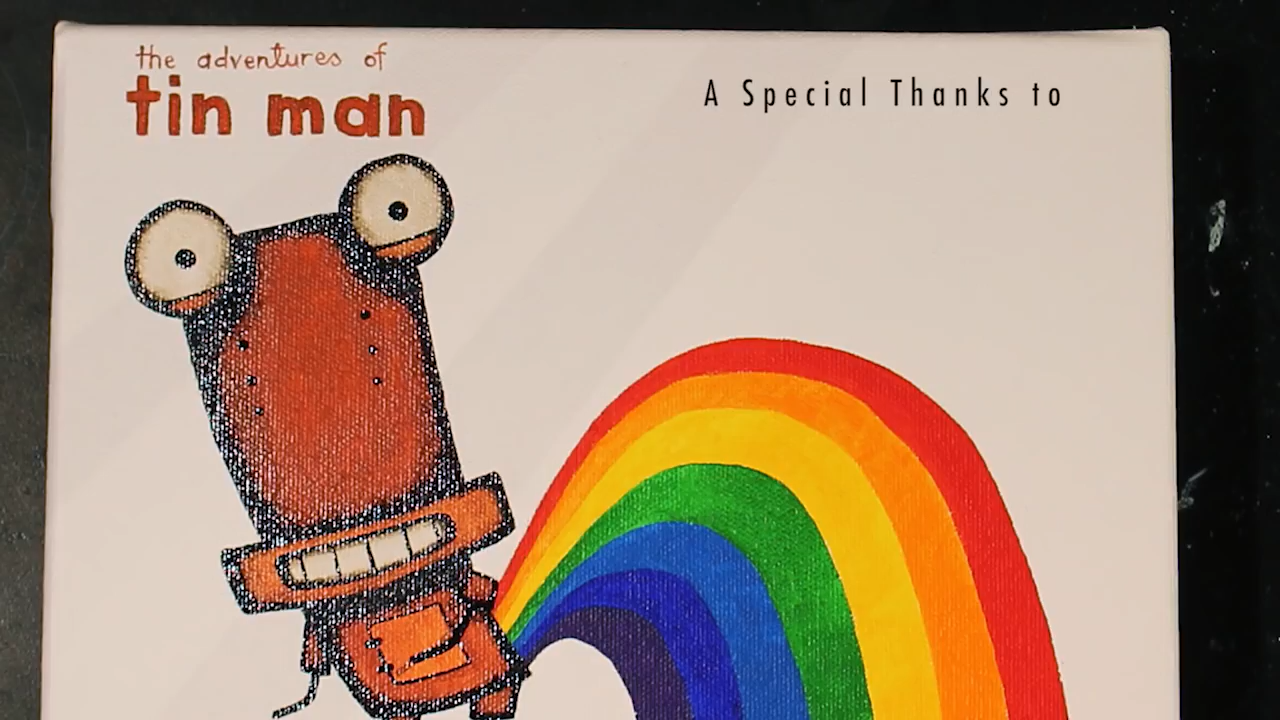 the adventures of
tin man
A Special Thanks to